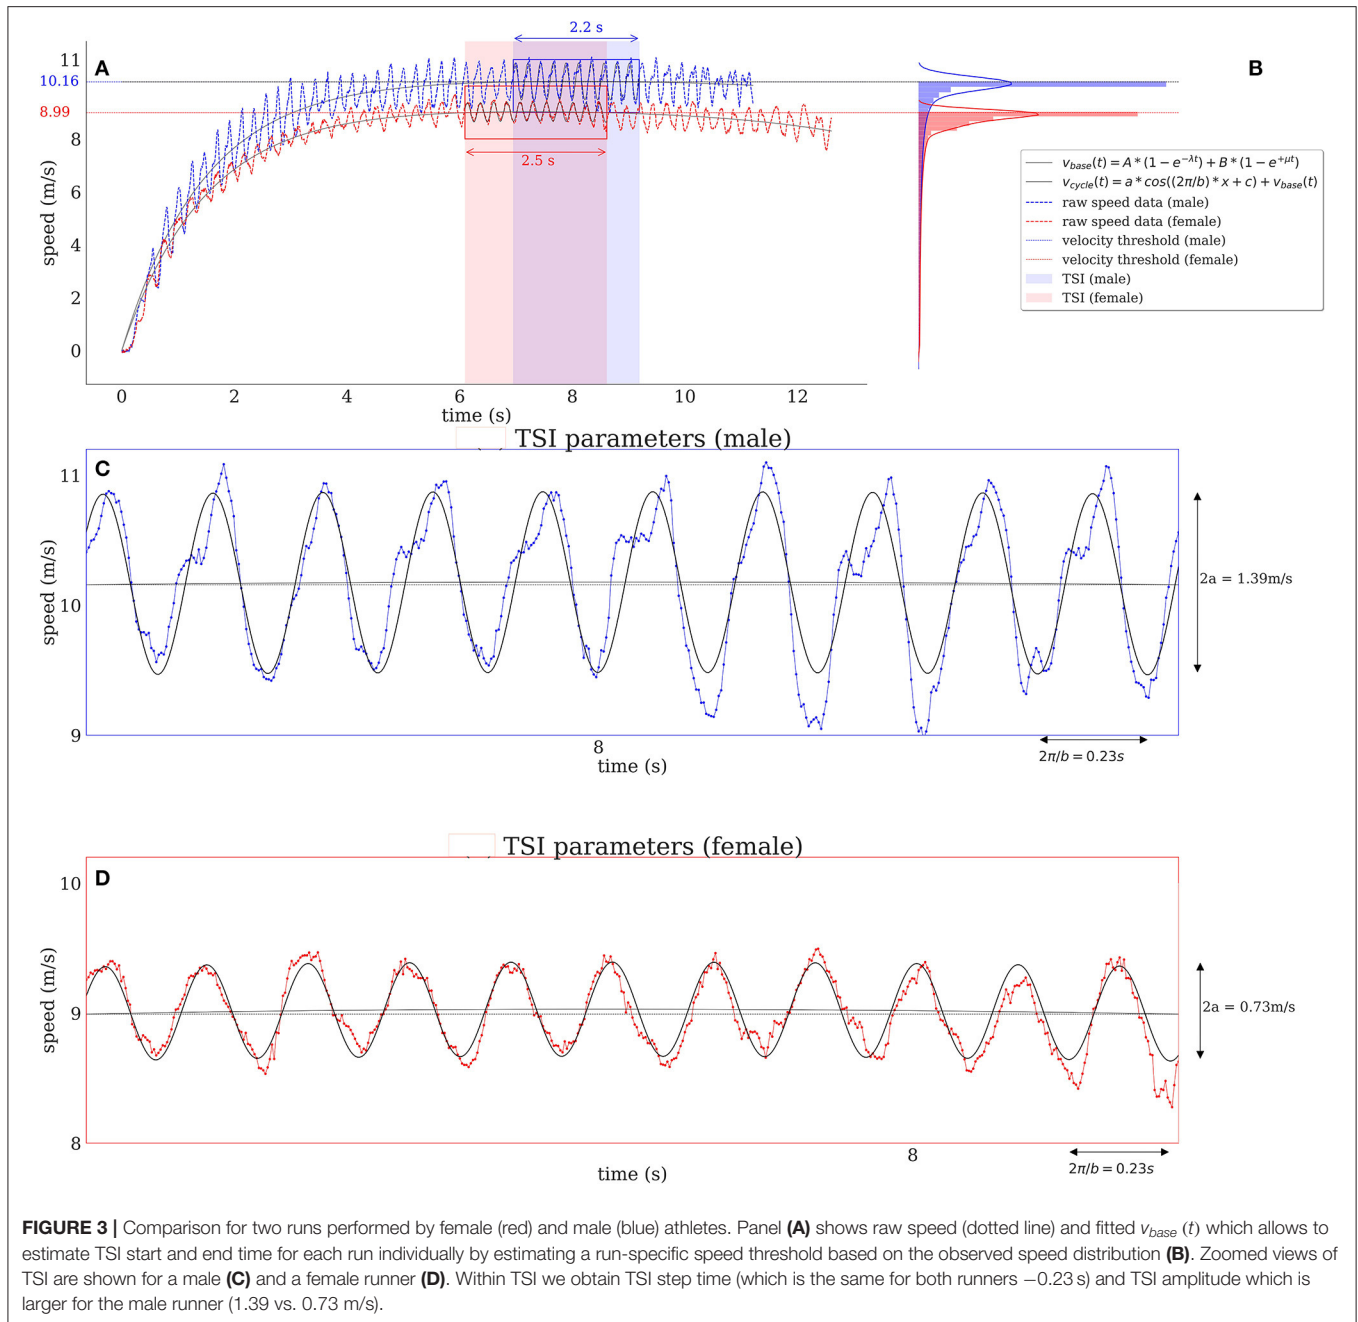 2.2 s
11
A
B
10.16
8.99
8
6
4
2
0
speed (m/s)
2.5 s
v_base(t) = A * (1 − e^{−λt}) + B * (1 − e^{+μt})
v_cycle(t) = a * cos((2π/b) * x + c) + v_base(t)
raw speed data (male)
raw speed data (female)
velocity threshold (male)
velocity threshold (female)
TSI (male)
TSI (female)
0 2 4 6 8 10 12
time (s)
TSI parameters (male)
C
11
10
9
speed (m/s)
2a = 1.39m/s
8
time (s)
2π/b = 0.23s
TSI parameters (female)
D
10
9
8
speed (m/s)
2a = 0.73m/s
8
time (s)
2π/b = 0.23s
FIGURE 3 | Comparison for two runs performed by female (red) and male (blue) athletes. Panel (A) shows raw speed (dotted line) and fitted v_base (t) which allows to
estimate TSI start and end time for each run individually by estimating a run-specific speed threshold based on the observed speed distribution (B). Zoomed views of
TSI are shown for a male (C) and a female runner (D). Within TSI we obtain TSI step time (which is the same for both runners −0.23 s) and TSI amplitude which is
larger for the male runner (1.39 vs. 0.73 m/s).